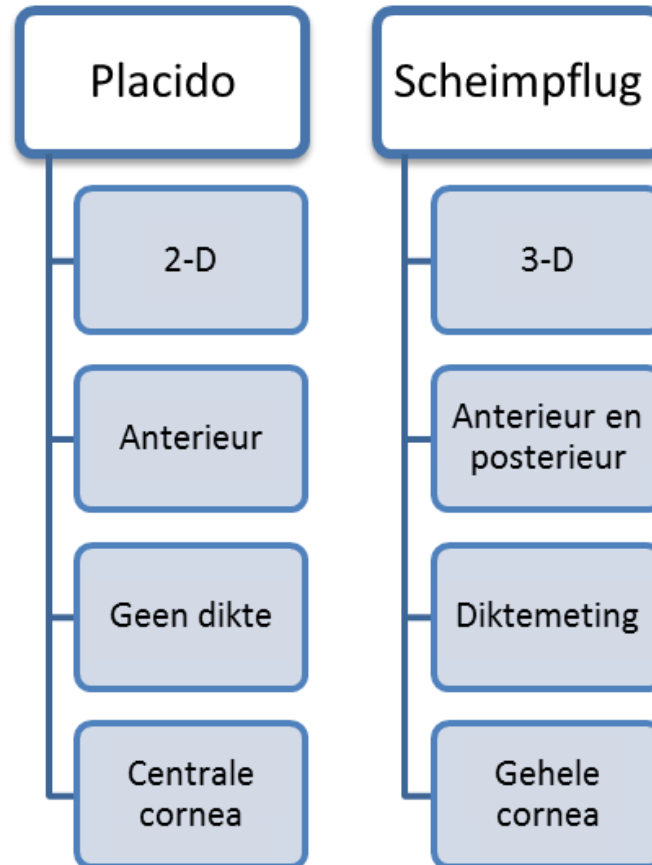 Placido
2-D
Anterieur
Geen dikte
Centrale
cornea
Scheimpflug
3-D
Anterieur en
posterieur
Diktemeting
Gehele
cornea